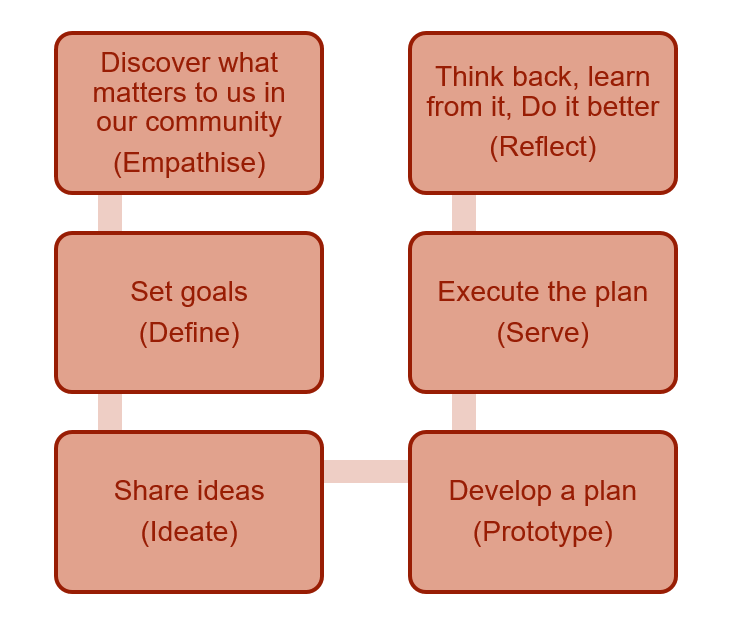 Discover what
matters to us in
our community
(Empathise)
Set goals
(Define)
Share ideas
(Ideate)
Develop a plan
(Prototype)
Execute the plan
(Serve)
Think back, learn
from it, Do it better
(Reflect)